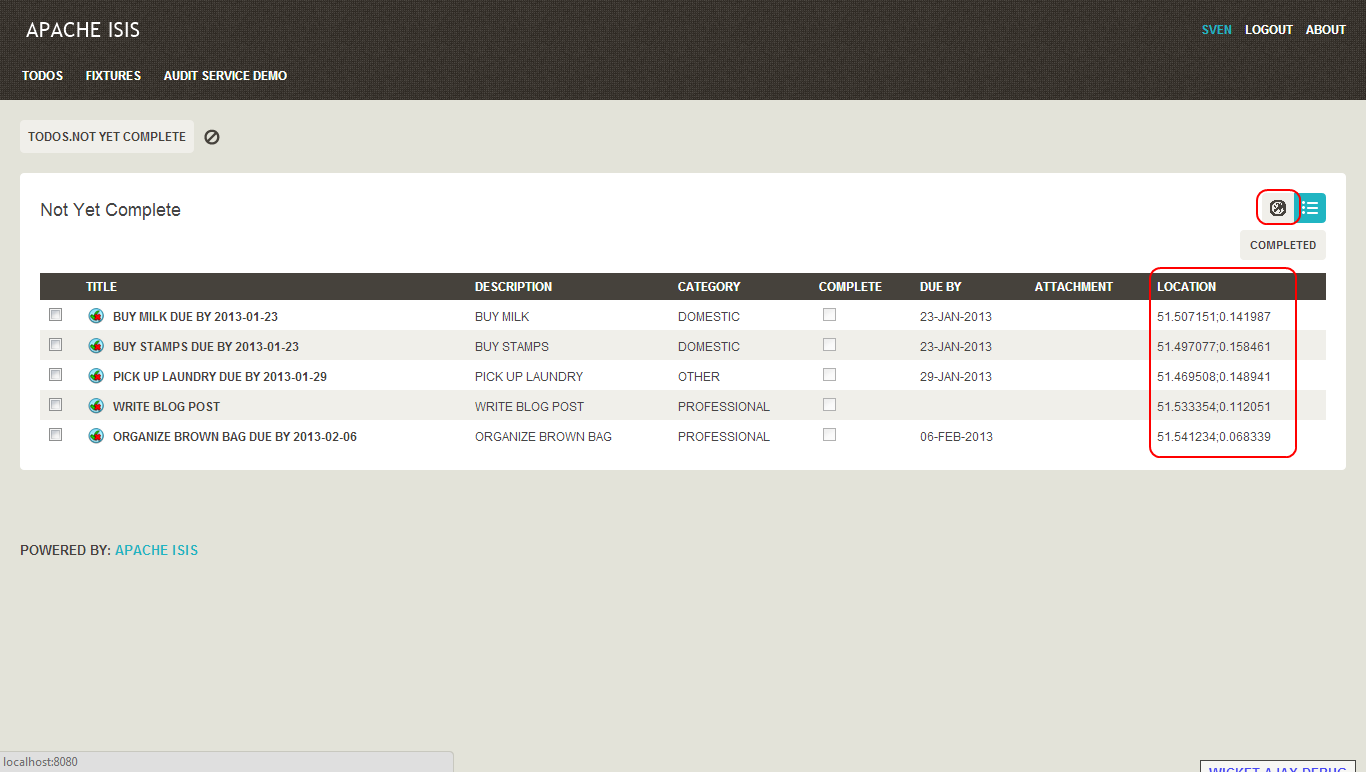 APACHE ISIS
SVEN LOGOUT ABOUT
TODOS FIXTURES AUDIT SERVICE DEMO
TODOS.NOT YET COMPLETE
Not Yet Complete
COMPLETED
TITLE DESCRIPTION CATEGORY COMPLETE DUE BY ATTACHMENT LOCATION
BUY MILK DUE BY 2013-01-23 BUY MILK DOMESTIC 23-JAN-2013 51.507151;0.141987
BUY STAMPS DUE BY 2013-01-23 BUY STAMPS DOMESTIC 23-JAN-2013 51.497077;0.158461
PICK UP LAUNDRY DUE BY 2013-01-29 PICK UP LAUNDRY OTHER 29-JAN-2013 51.469508;0.148941
WRITE BLOG POST WRITE BLOG POST PROFESSIONAL 51.533354;0.112051
ORGANIZE BROWN BAG DUE BY 2013-02-06 ORGANIZE BROWN BAG PROFESSIONAL 06-FEB-2013 51.541234;0.068339
POWERED BY: APACHE ISIS
localhost:8080
WICKET AJAX DEBUG